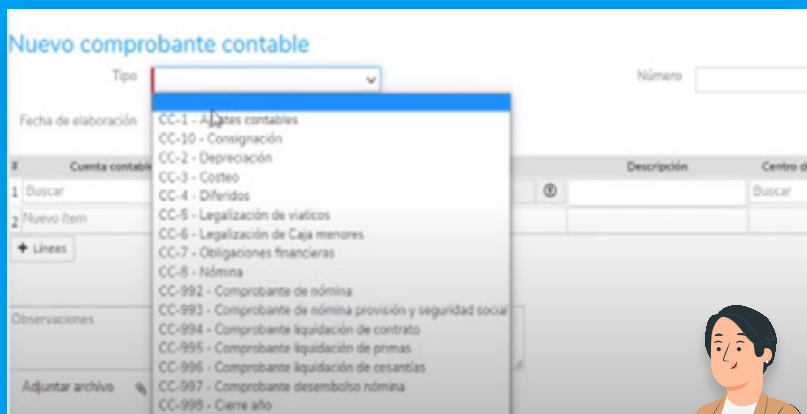 Nuevo comprobante contable
Tipo
Número
Fecha de elaboración
CC-1 - Ajustes contables
CC-10 - Consignación
CC-2 - Depreciación
CC-3 - Costeo
CC-4 - Diferidos
CC-5 - Legalización de viaticos
CC-6 - Legalización de Caja menores
CC-7 - Obligaciones financieras
CC-8 - Nómina
CC-992 - Comprobante de nómina
CC-993 - Comprobante de nómina provisión y seguridad social
CC-994 - Comprobante liquidación de contrato
CC-995 - Comprobante liquidación de primas
CC-996 - Comprobante liquidación de cesantías
CC-997 - Comprobante desembolso nómina
CC-998 - Cierre año
# Cuenta contable Descripción Centro d
1 Buscar Buscar
2 Nuevo ítem
+ Líneas
Observaciones
Adjuntar archivo